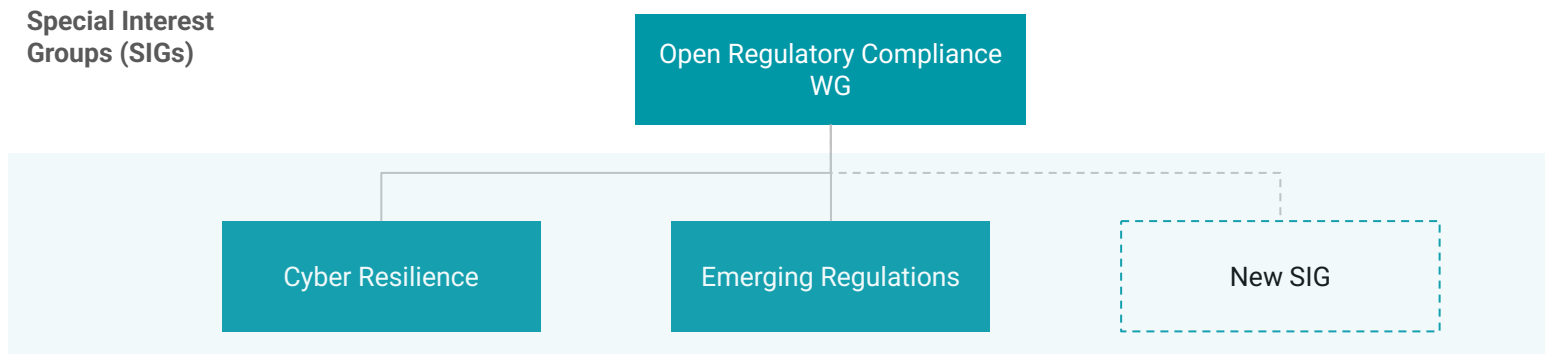 Special Interest
Groups (SIGs)
Open Regulatory Compliance
WG
Cyber Resilience
Emerging Regulations
New SIG